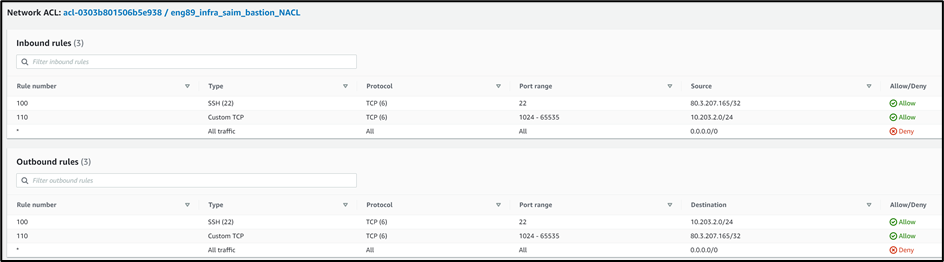 Network ACL: acl-0303b801506b5e938 / eng89_infra_saim_bastion_NACL
Inbound rules (3)
Filter inbound rules
Rule number Type Protocol Port range Source Allow/Deny
100 SSH (22) TCP (6) 22 80.3.207.165/32 Allow
110 Custom TCP TCP (6) 1024 - 65535 10.203.2.0/24 Allow
* All traffic All All 0.0.0.0/0 Deny
Outbound rules (3)
Filter outbound rules
Rule number Type Protocol Port range Destination Allow/Deny
100 SSH (22) TCP (6) 22 10.203.2.0/24 Allow
110 Custom TCP TCP (6) 1024 - 65535 80.3.207.165/32 Allow
* All traffic All All 0.0.0.0/0 Deny